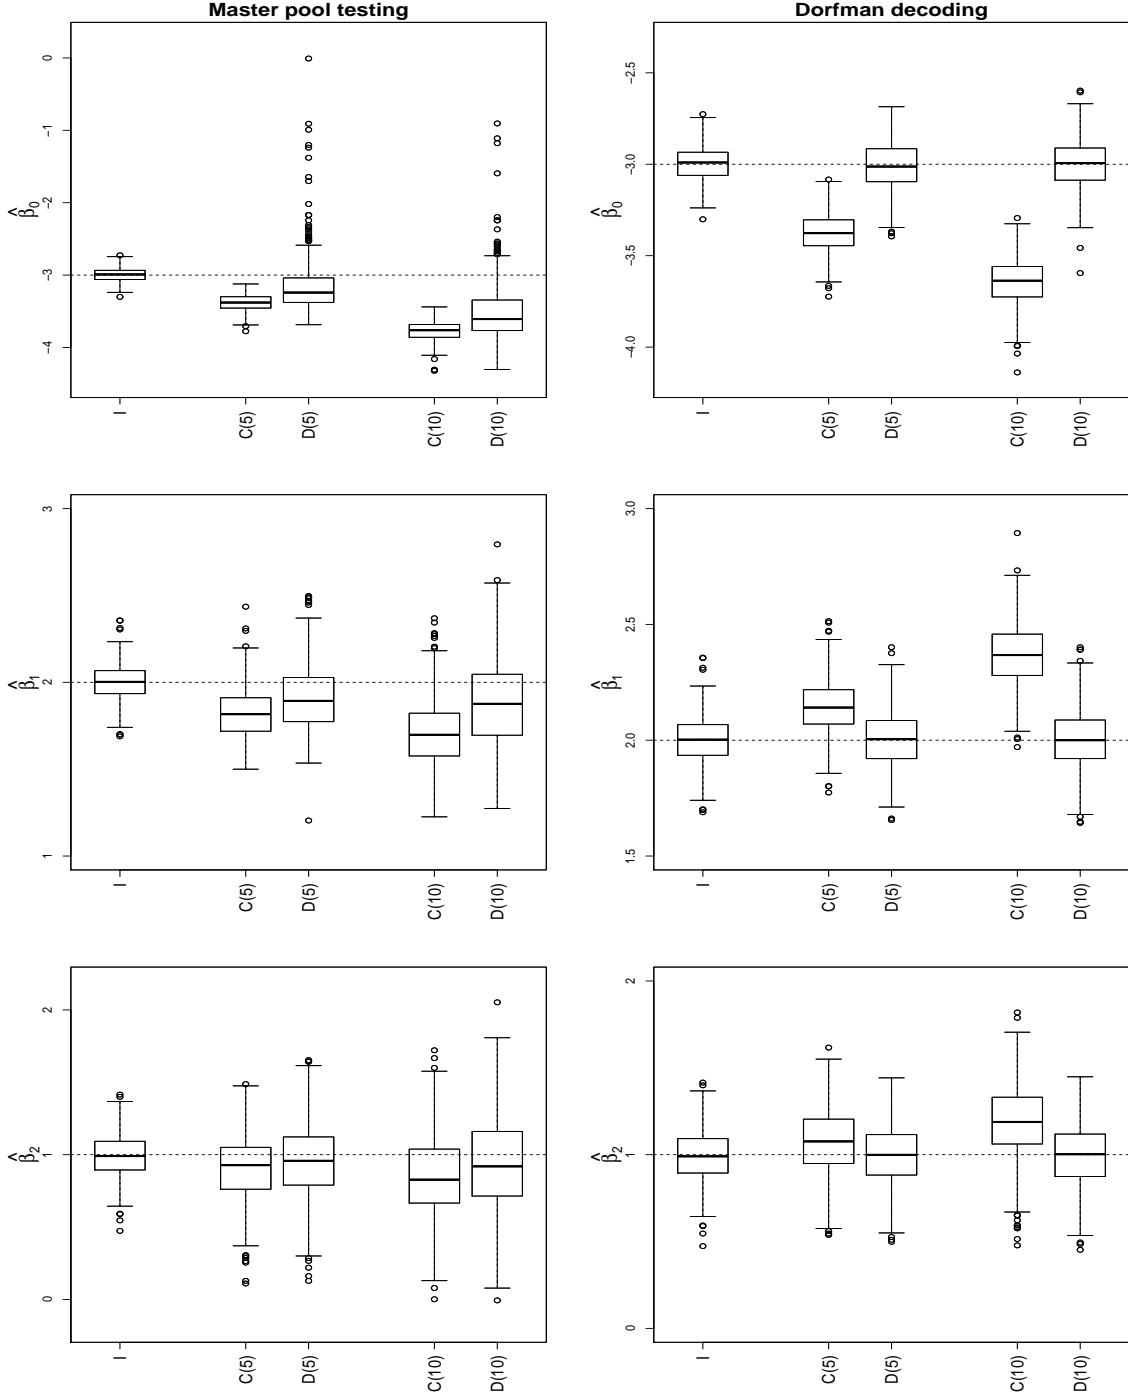 Master pool testing
Dorfman decoding
β̂0
0
−1
−2
−3
−4
I
C(5)
D(5)
C(10)
D(10)
β̂0
−2.5
−3.0
−3.5
−4.0
I
C(5)
D(5)
C(10)
D(10)
β̂1
3
2
1
I
C(5)
D(5)
C(10)
D(10)
β̂1
3.0
2.5
2.0
1.5
I
C(5)
D(5)
C(10)
D(10)
β̂2
2
1
0
I
C(5)
D(5)
C(10)
D(10)
β̂2
2
1
0
I
C(5)
D(5)
C(10)
D(10)